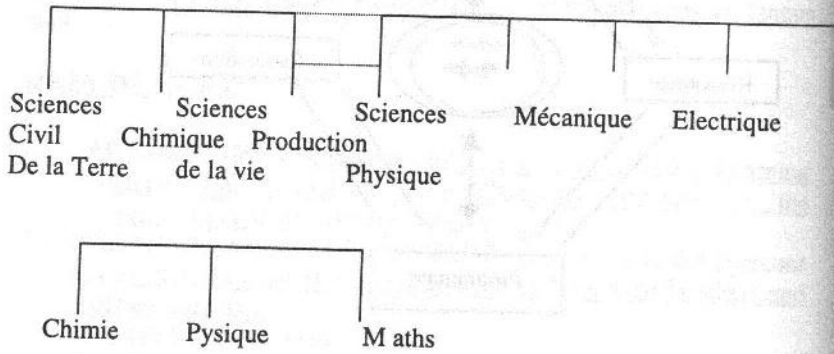 Sciences Sciences Sciences Mécanique Electrique
Civil Chimique Production
De la Terre de la vie Physique
Chimie Pysique M aths